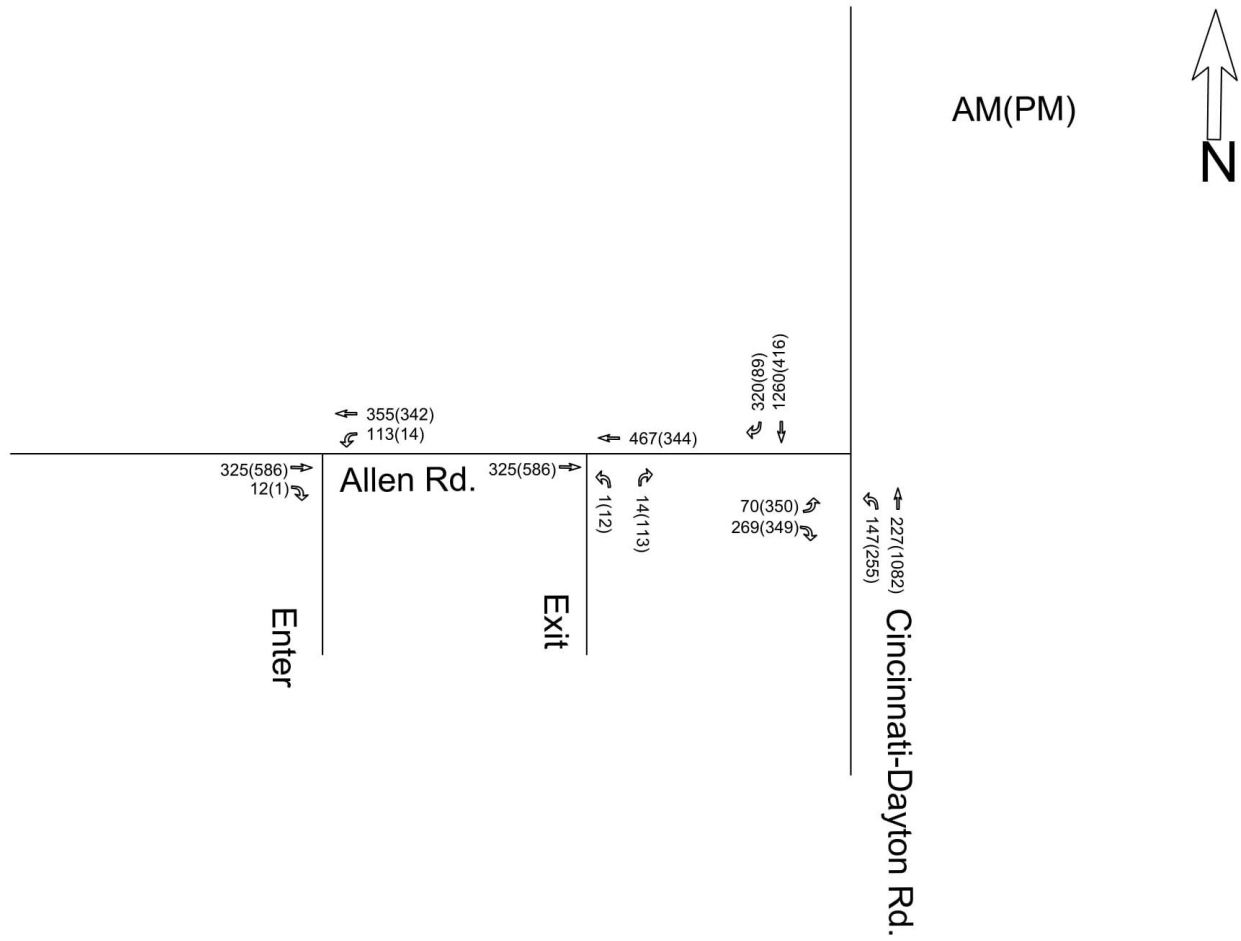 AM(PM)
N
320(89)
1260(416)
355(342)
113(14)
467(344)
325(586)
12(1)
Allen Rd.
325(586)
1(12)
14(113)
70(350)
269(349)
147(255)
227(1082)
Enter
Exit
Cincinnati-Dayton Rd.